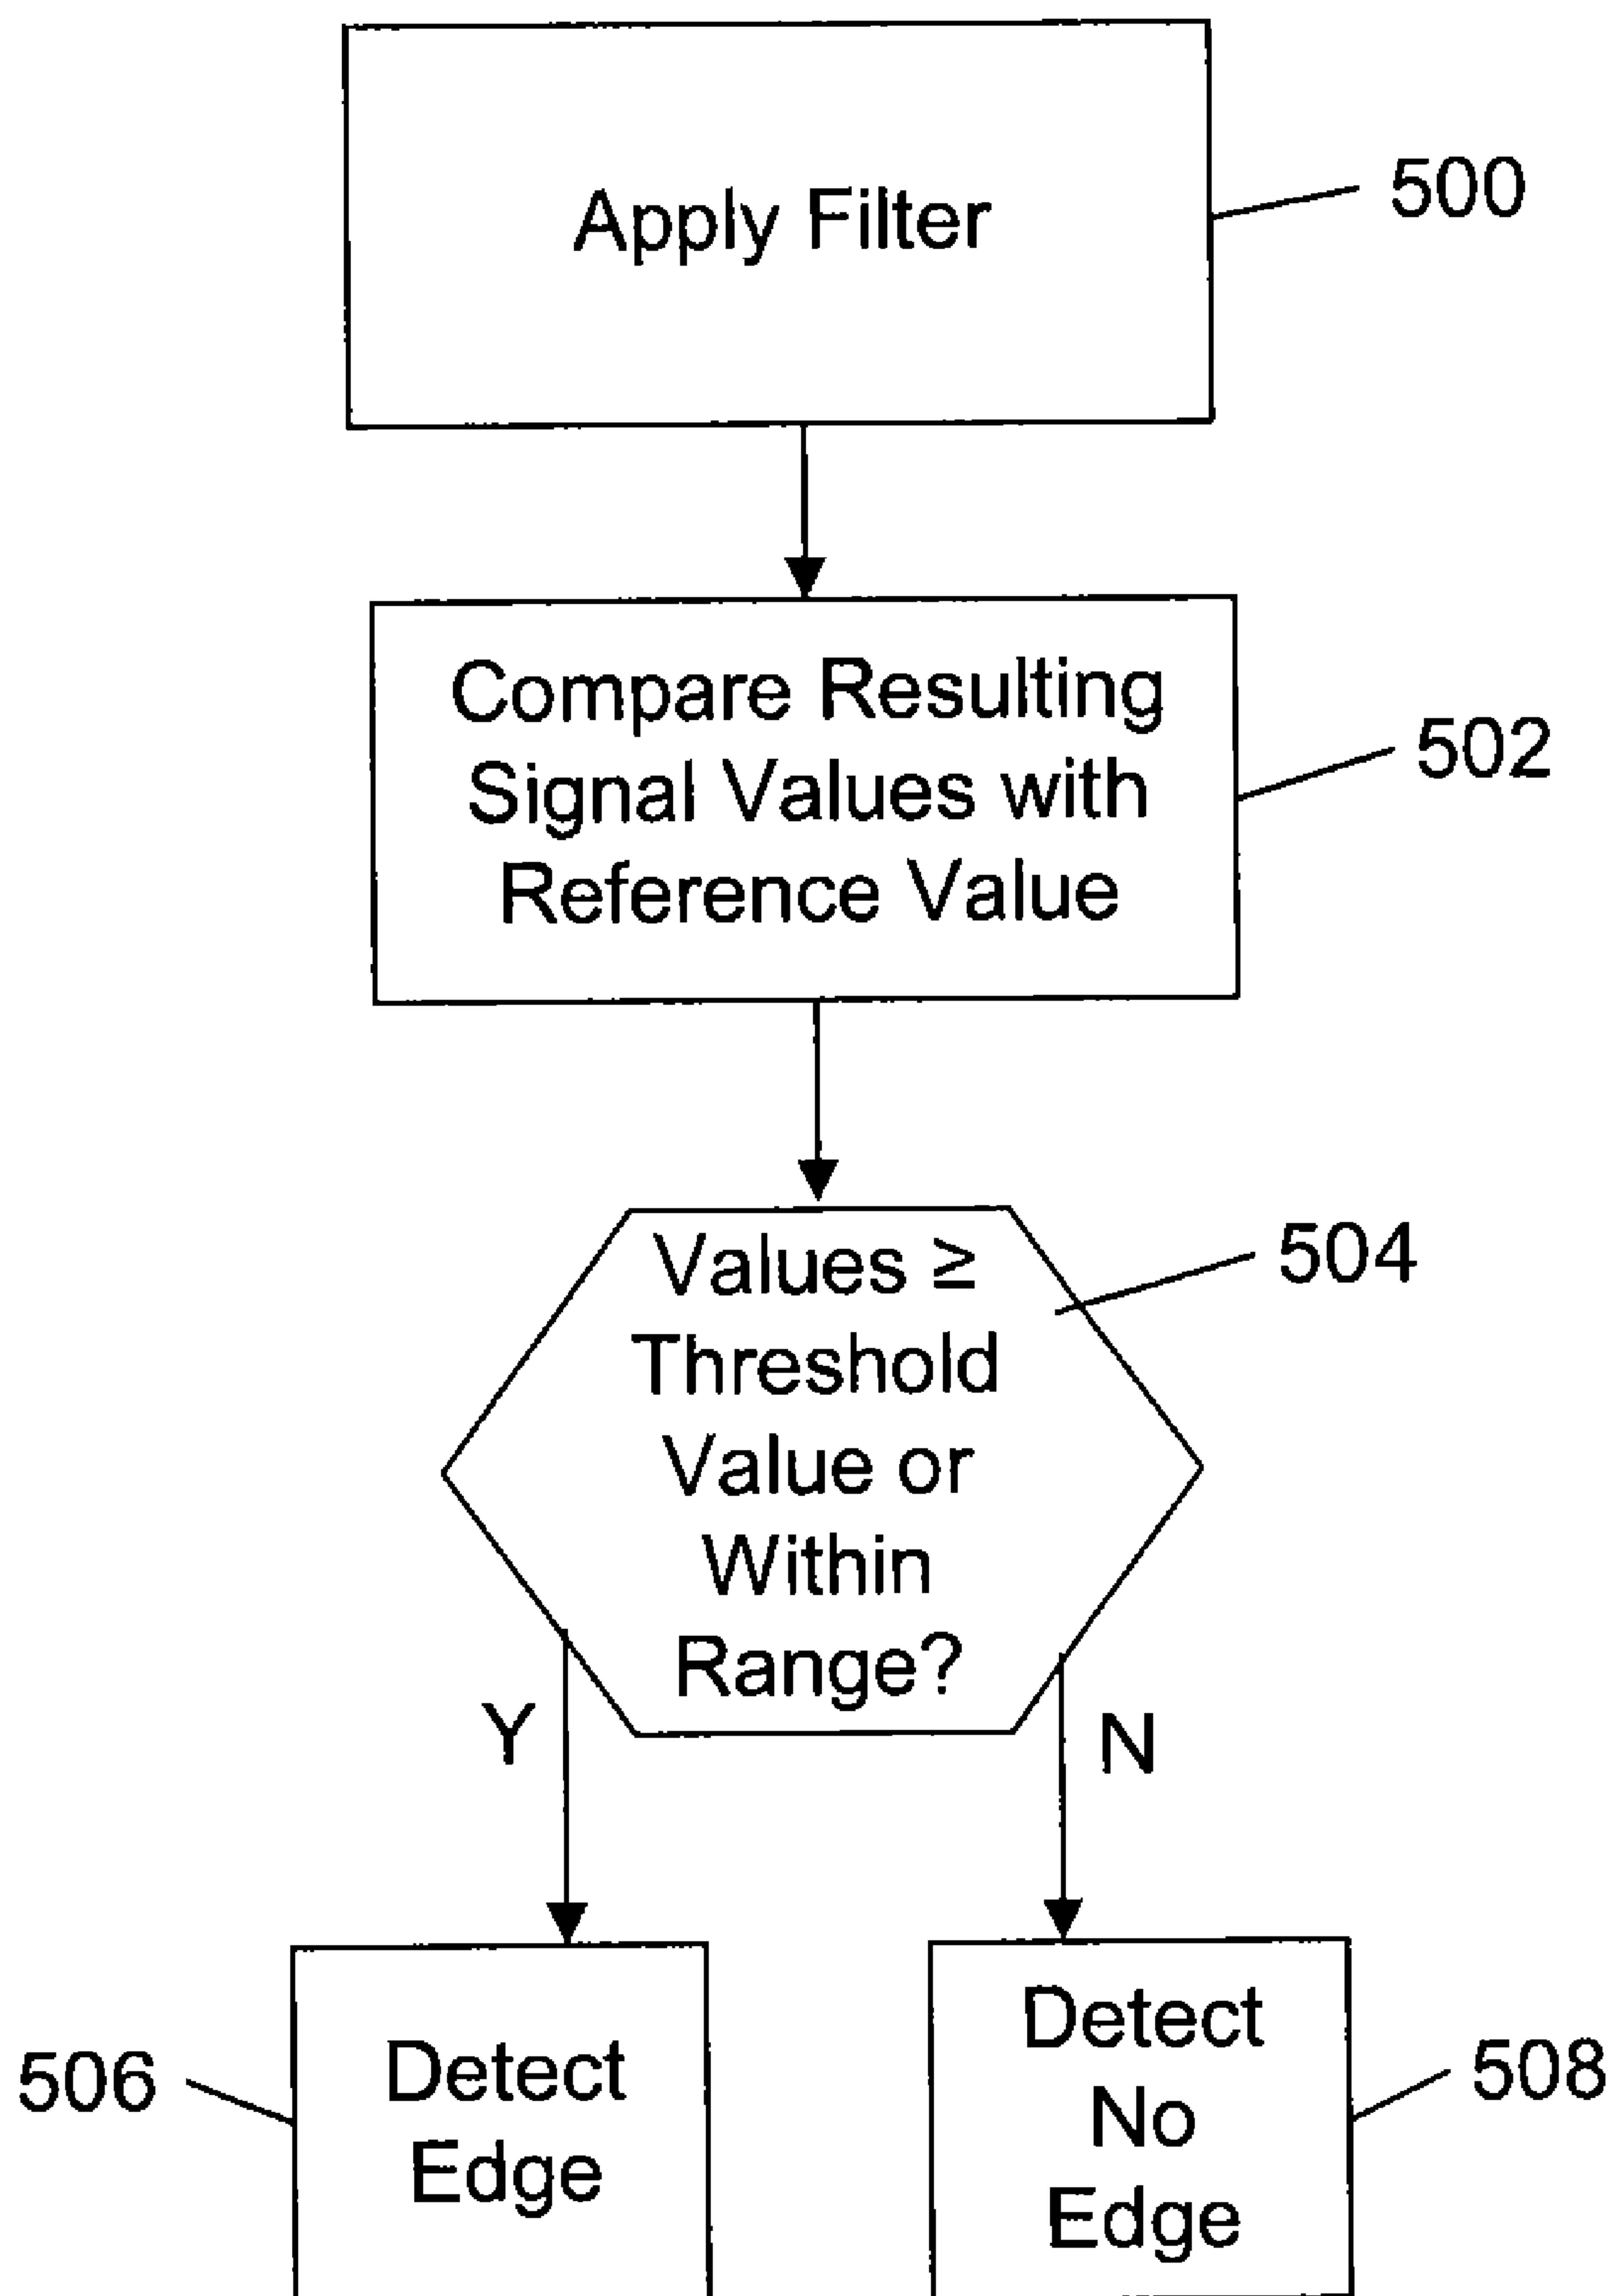 Apply Filter
500
Compare Resulting
Signal Values with
Reference Value
502
Values ≥
Threshold
Value or
Within
Range?
504
Y
N
506
Detect
Edge
Detect
No
Edge
508